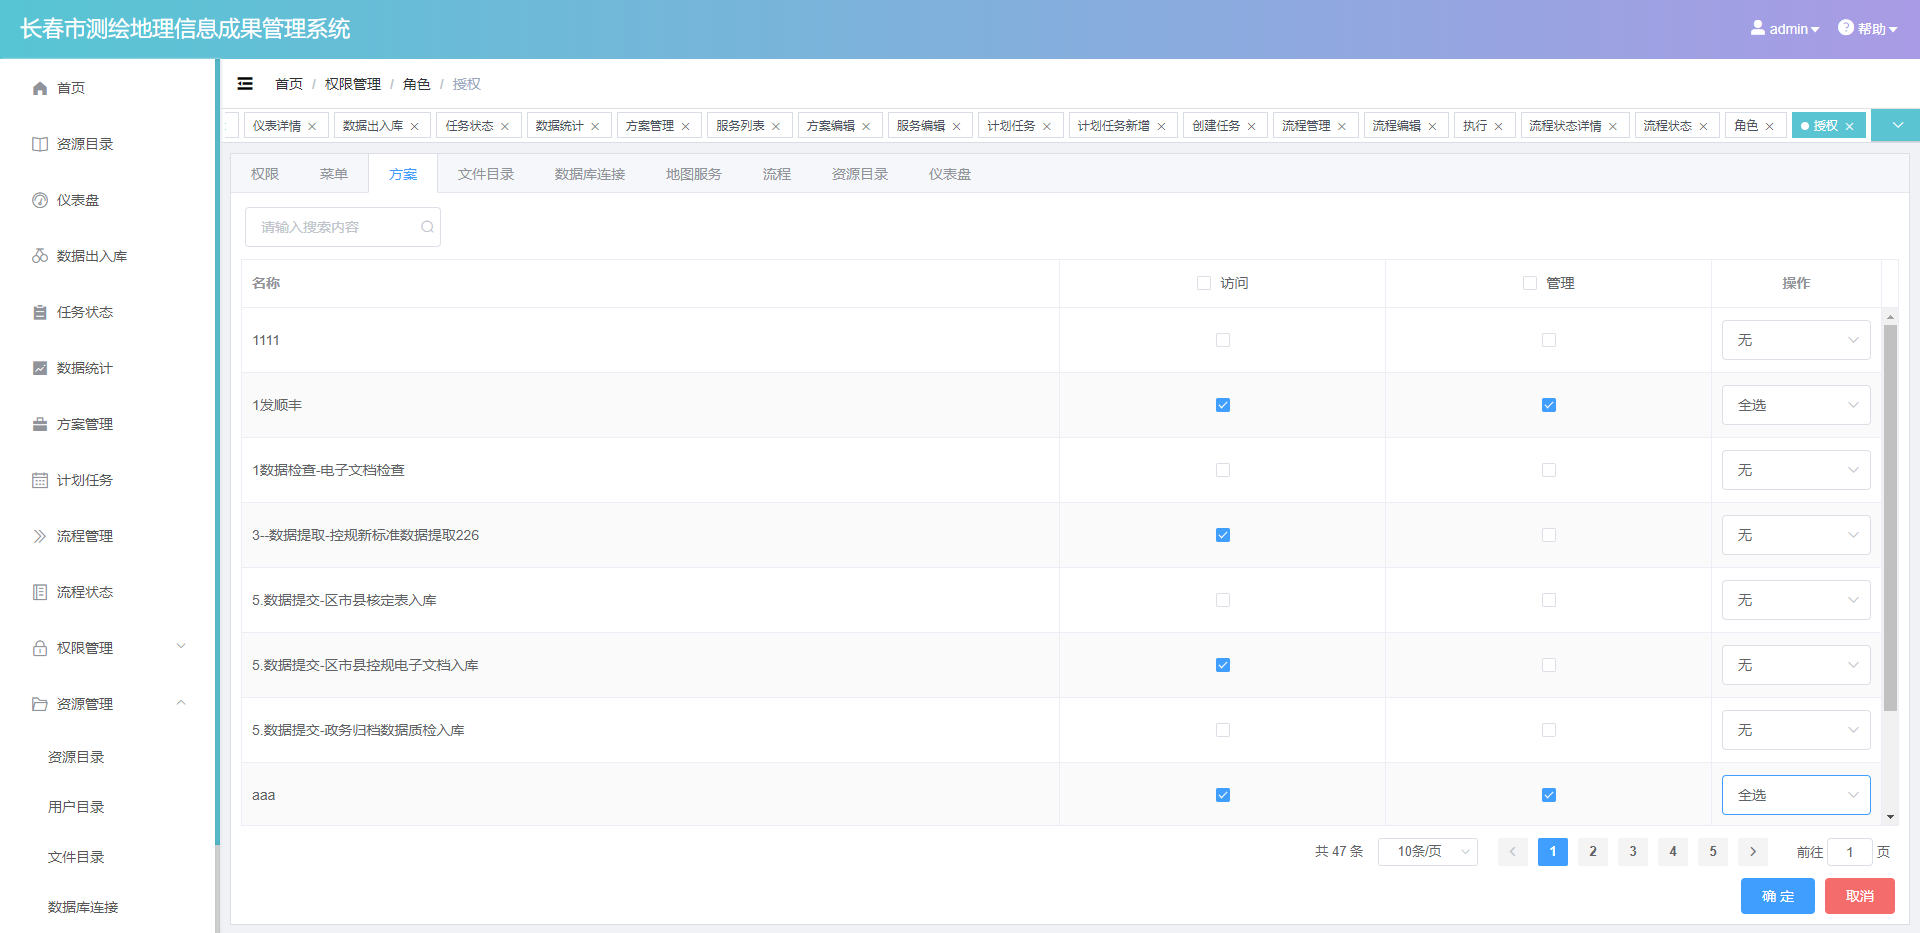 长春市测绘地理信息成果管理系统
admin
帮助
首页
资源目录
仪表盘
数据出入库
任务状态
数据统计
方案管理
计划任务
流程管理
流程状态
权限管理
资源管理
资源目录
用户目录
文件目录
数据库连接
首页 / 权限管理 / 角色 / 授权
仪表详情 数据出入库 任务状态 数据统计 方案管理 服务列表 方案编辑 服务编辑 计划任务 计划任务新增 创建任务 流程管理 流程编辑 执行 流程状态详情 流程状态 角色 授权
权限 菜单 方案 文件目录 数据库连接 地图服务 流程 资源目录 仪表盘
请输入搜索内容
名称 访问 管理 操作
1111 无
1发顺丰 全选
1数据检查-电子文档检查 无
3--数据提取-控规新标准数据提取226 无
5.数据提交-区市县核定表入库 无
5.数据提交-区市县控规电子文档入库 无
5.数据提交-政务归档数据质检入库 无
aaa 全选
共 47 条 10条/页 1 2 3 4 5 前往 1 页
确 定 取消